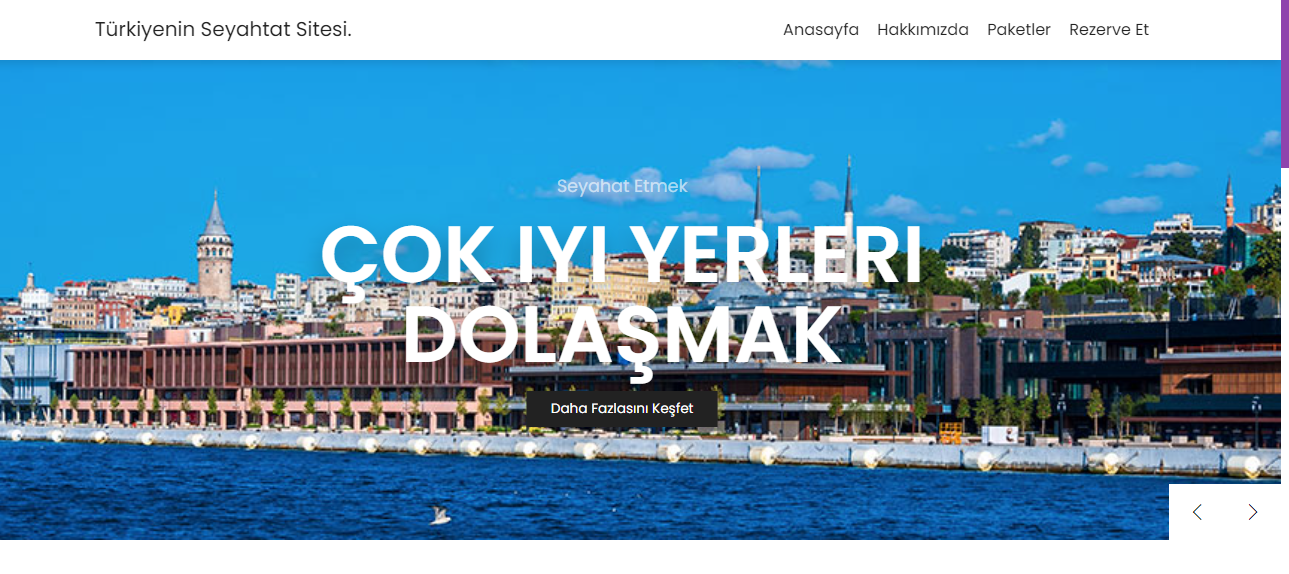 Türkiyenin Seyahtat Sitesi.
Anasayfa Hakkımızda Paketler Rezerve Et
Seyahat Etmek
ÇOK IYI YERLERI
DOLAŞMAK
Daha Fazlasını Keşfet